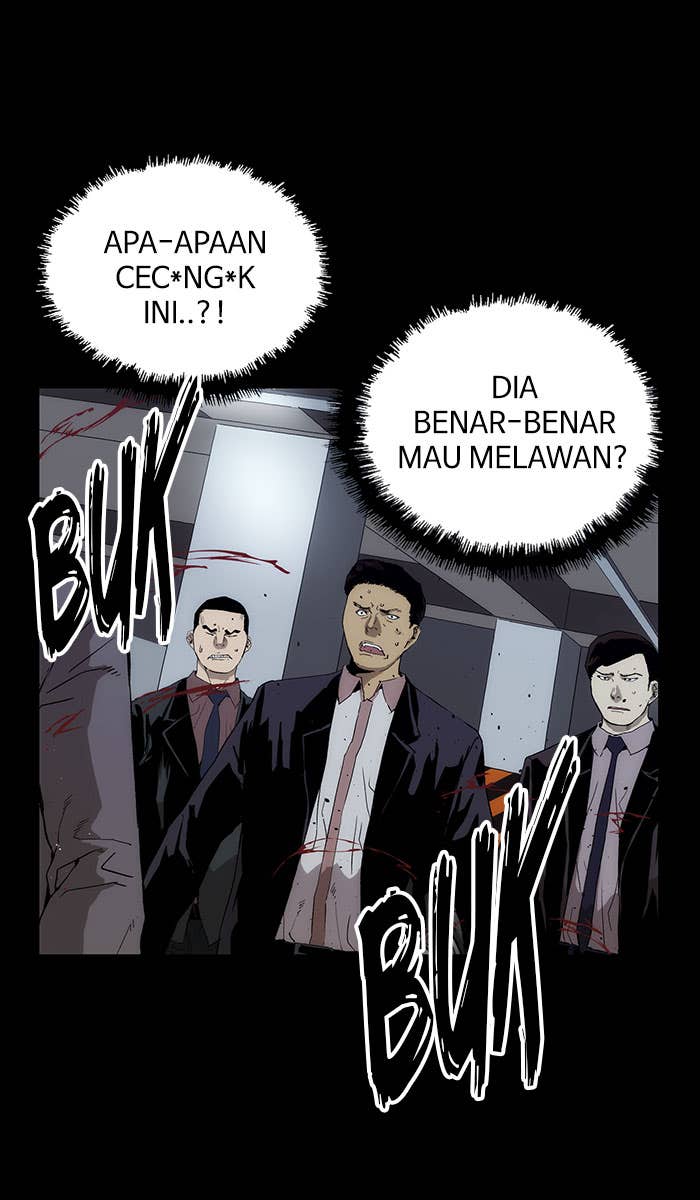 APA-APAAN
CEC*NG*K
INI..?!
DIA
BENAR-BENAR
MAU MELAWAN?
BUK
BUK